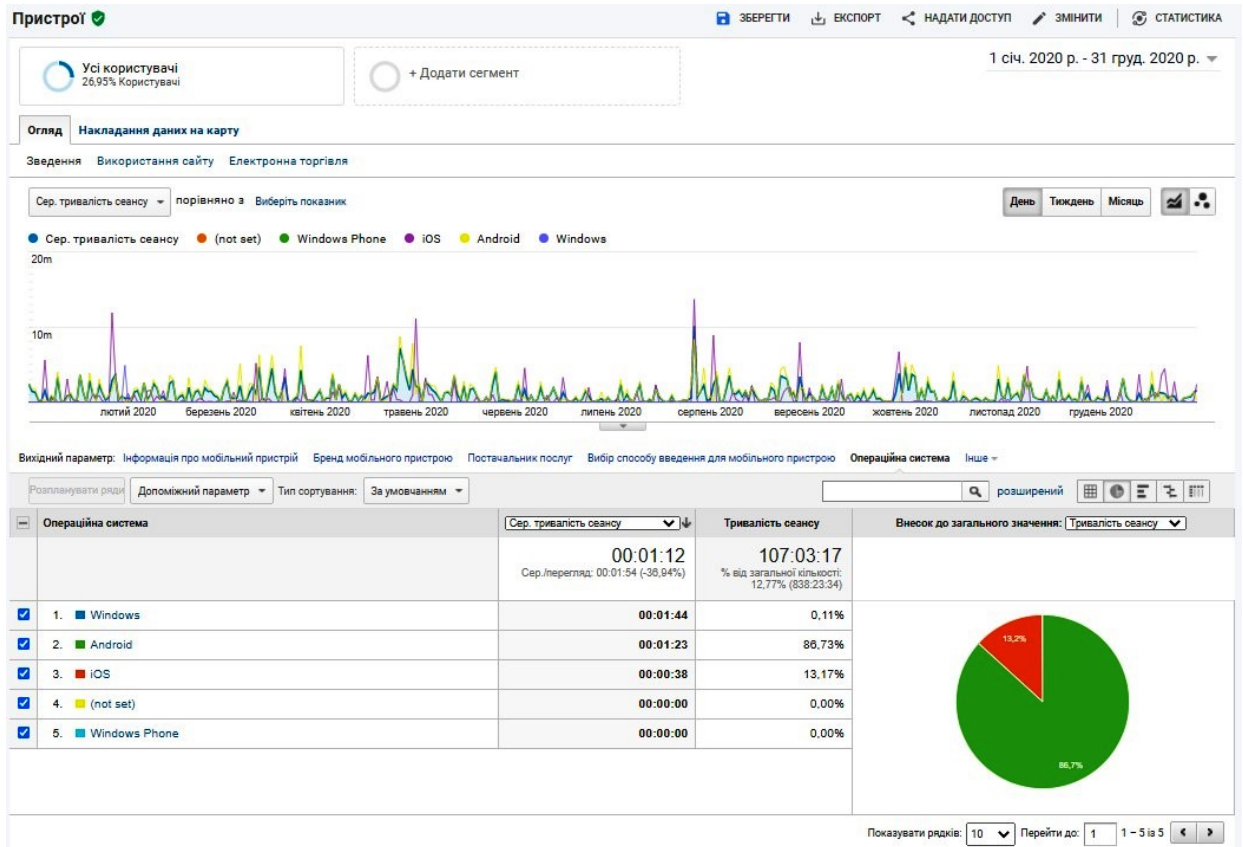 Пристрої
ЗБЕРЕГТИ ЕКСПОРТ НАДАТИ ДОСТУП ЗМІНИТИ СТАТИСТИКА
Усі користувачі
26,95% Користувачі
+ Додати сегмент
1 січ. 2020 р. - 31 груд. 2020 р.
Огляд Накладання даних на карту
Зведення Використання сайту Електронна торгівля
Сер. тривалість сеансу порівняно з Виберіть показник
День Тиждень Місяць
Сер. тривалість сеансу (not set) Windows Phone iOS Android Windows
20m
10m
лютий 2020 березень 2020 квітень 2020 травень 2020 червень 2020 липень 2020 серпень 2020 вересень 2020 жовтень 2020 листопад 2020 грудень 2020
Вихідний параметр: Інформація про мобільний пристрій Бренд мобільного пристрою Постачальник послуг Вибір способу введення для мобільного пристрою Операційна система Інше
Розпланувати ряди Допоміжний параметр Тип сортування: За умовчанням розширений
Операційна система Сер. тривалість сеансу Тривалість сеансу Внесок до загального значення: Тривалість сеансу
00:01:12 107:03:17
Сер./перегляд: 00:01:54 (-36,94%) % від загальної кількості:
12,77% (838:23:34)
1. Windows 00:01:44 0,11%
2. Android 00:01:23 86,73%
3. iOS 00:00:38 13,17%
4. (not set) 00:00:00 0,00%
5. Windows Phone 00:00:00 0,00%
13,2%
86,7%
Показувати рядків: 10 Перейти до: 1 1 – 5 із 5